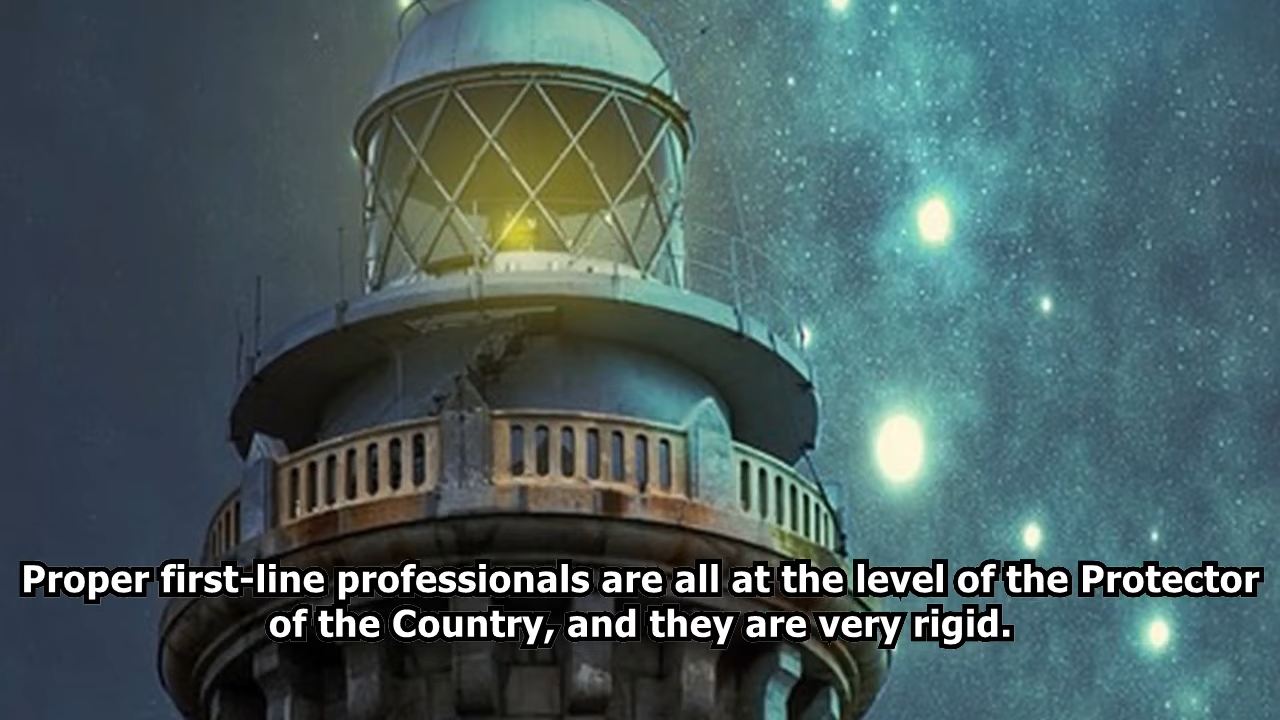 Proper first-line professionals are all at the level of the Protector
of the Country, and they are very rigid.